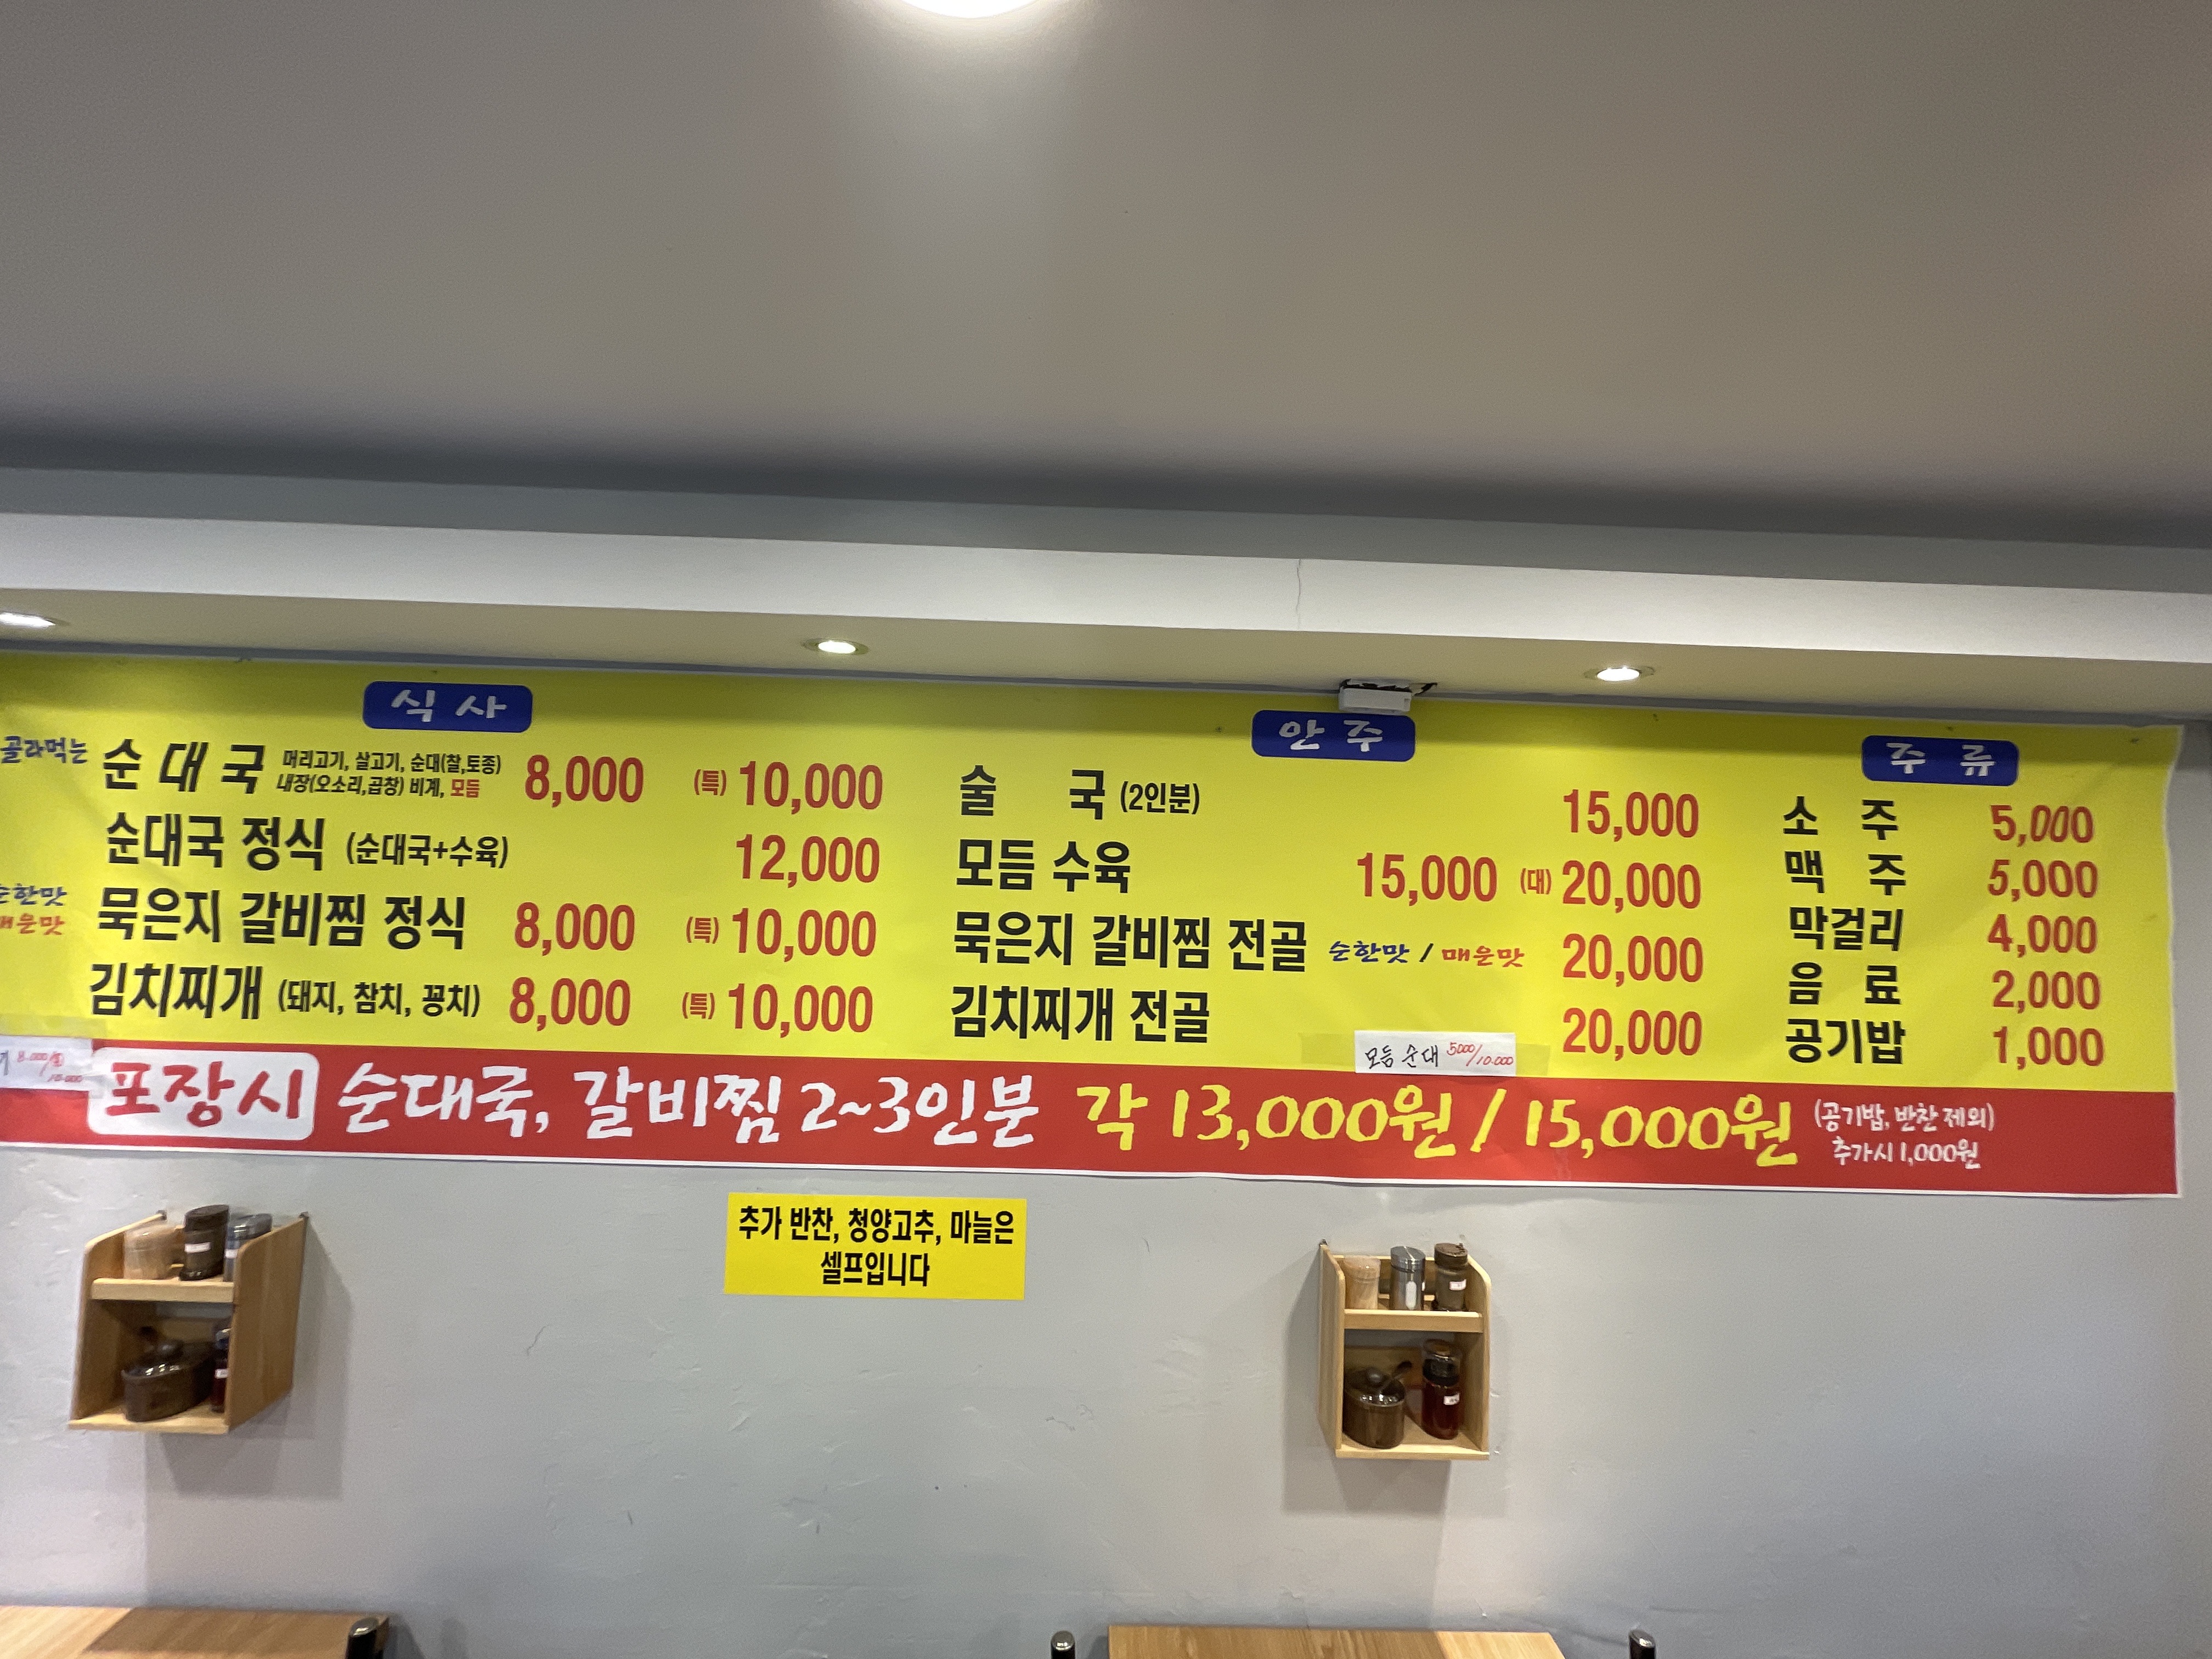 식사
골라먹는 순대국 머리고기, 살고기, 순대(찰,토종) 8,000 (특) 10,000
내장(오소리,곱창) 비계, 모듬
순대국 정식 (순대국+수육) 12,000
순한맛
매운맛
묵은지 갈비찜 정식 8,000 (특) 10,000
김치찌개 (돼지, 참치, 꽁치) 8,000 (특) 10,000
8.000/특
10.000
안주
술국 (2인분) 15,000
모듬 수육 15,000 (대) 20,000
묵은지 갈비찜 전골 순한맛 / 매운맛 20,000
김치찌개 전골 20,000
모듬 순대 5000/10.000
주류
소주 5,000
맥주 5,000
막걸리 4,000
음료 2,000
공기밥 1,000
포장시 순대국, 갈비찜 2~3인분 각 13,000원 / 15,000원 (공기밥, 반찬 제외)
추가시 1,000원
추가 반찬, 청양고추, 마늘은
셀프입니다